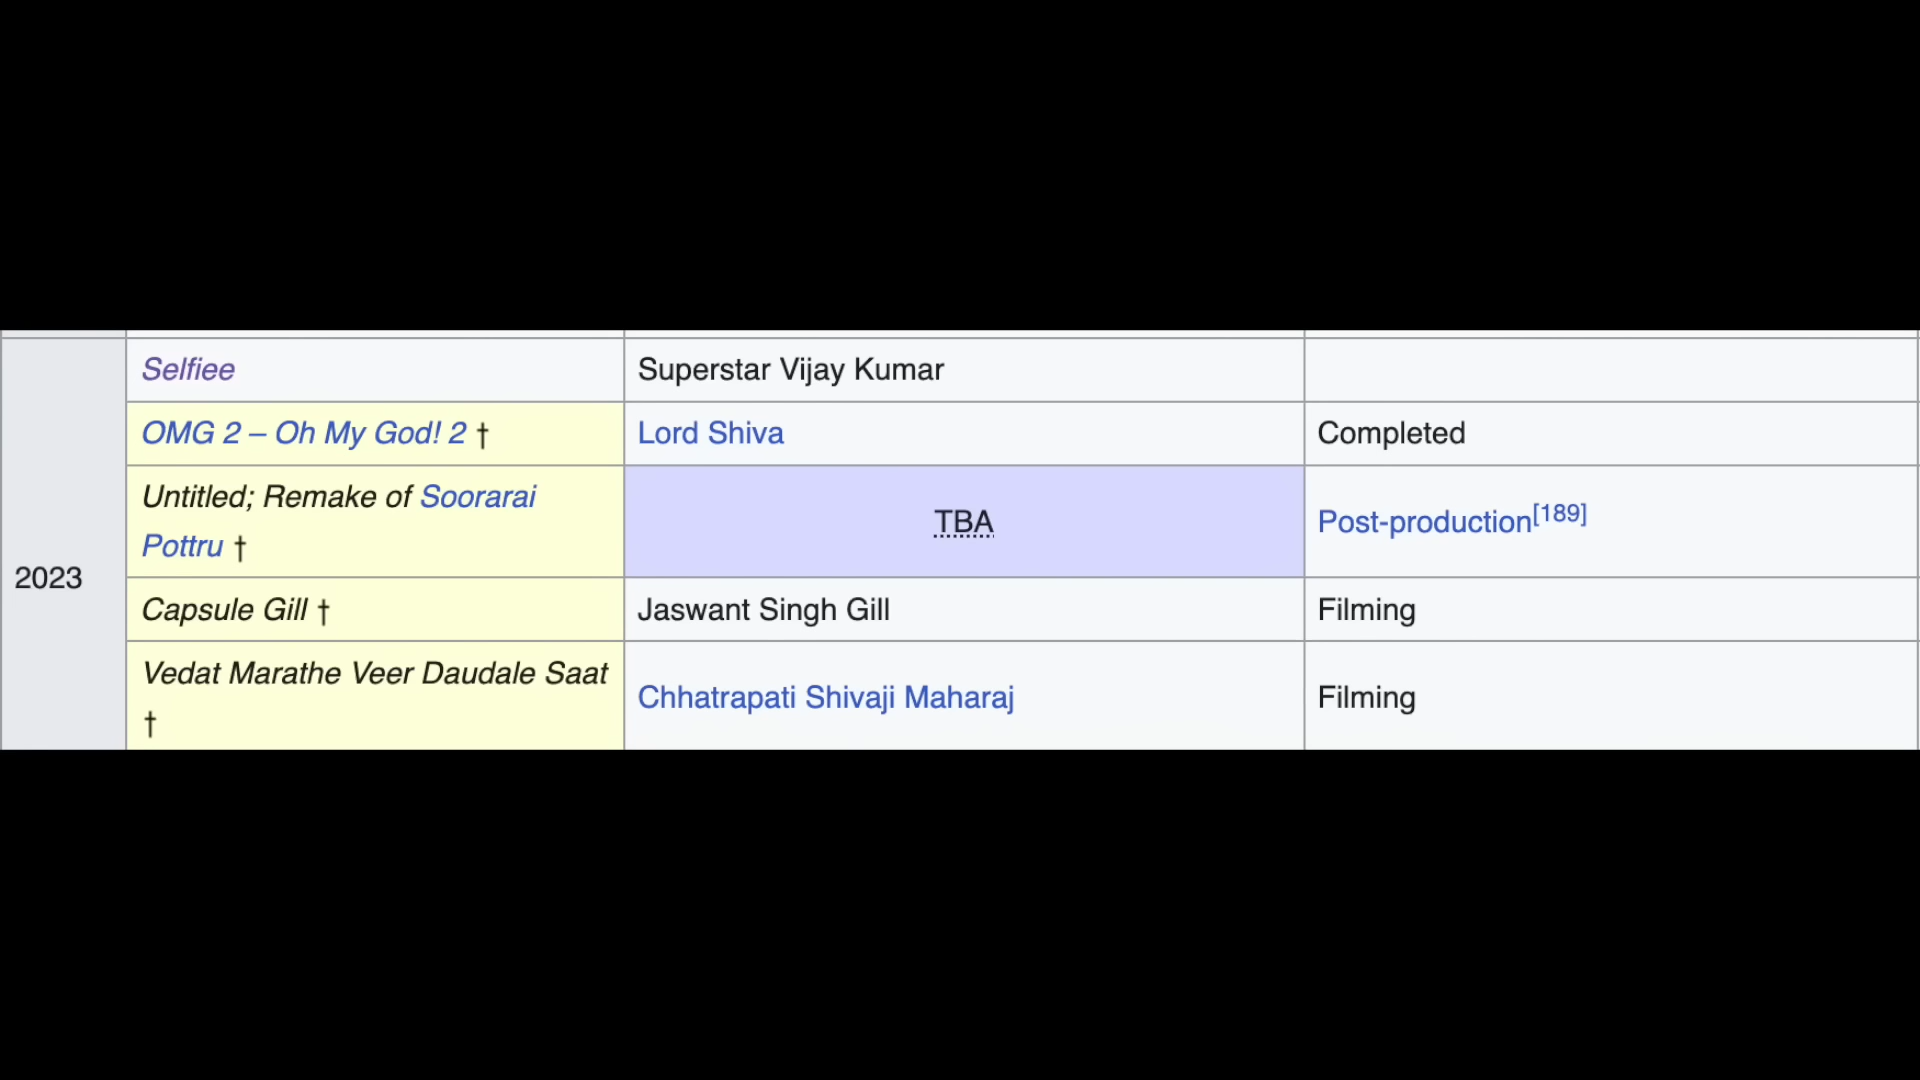 2023
Selfiee
Superstar Vijay Kumar
OMG 2 – Oh My God! 2 †
Lord Shiva
Completed
Untitled; Remake of Soorarai
Pottru †
TBA
Post-production[189]
Capsule Gill †
Jaswant Singh Gill
Filming
Vedat Marathe Veer Daudale Saat
†
Chhatrapati Shivaji Maharaj
Filming